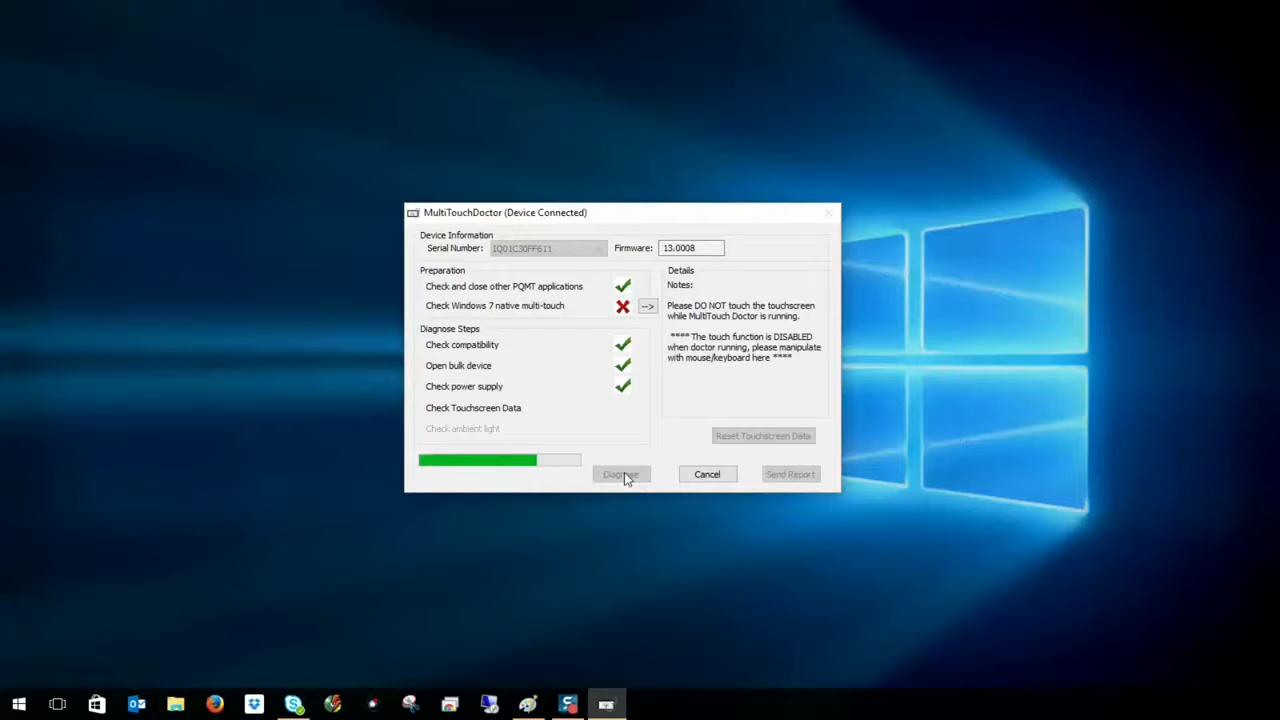 MultiTouchDoctor (Device Connected)
Device Information
Serial Number: IQ01C30FF611 Firmware: 13.0008
Preparation
Check and close other PQMT applications
Check Windows 7 native multi-touch
-->
Diagnose Steps
Check compatibility
Open bulk device
Check power supply
Check Touchscreen Data
Check ambient light
Details
Notes:
Please DO NOT touch the touchscreen
while MultiTouch Doctor is running.
**** The touch function is DISABLED
when doctor running, please manipulate
with mouse/keyboard here ****
Reset Touchscreen Data
Diagnose Cancel Send Report